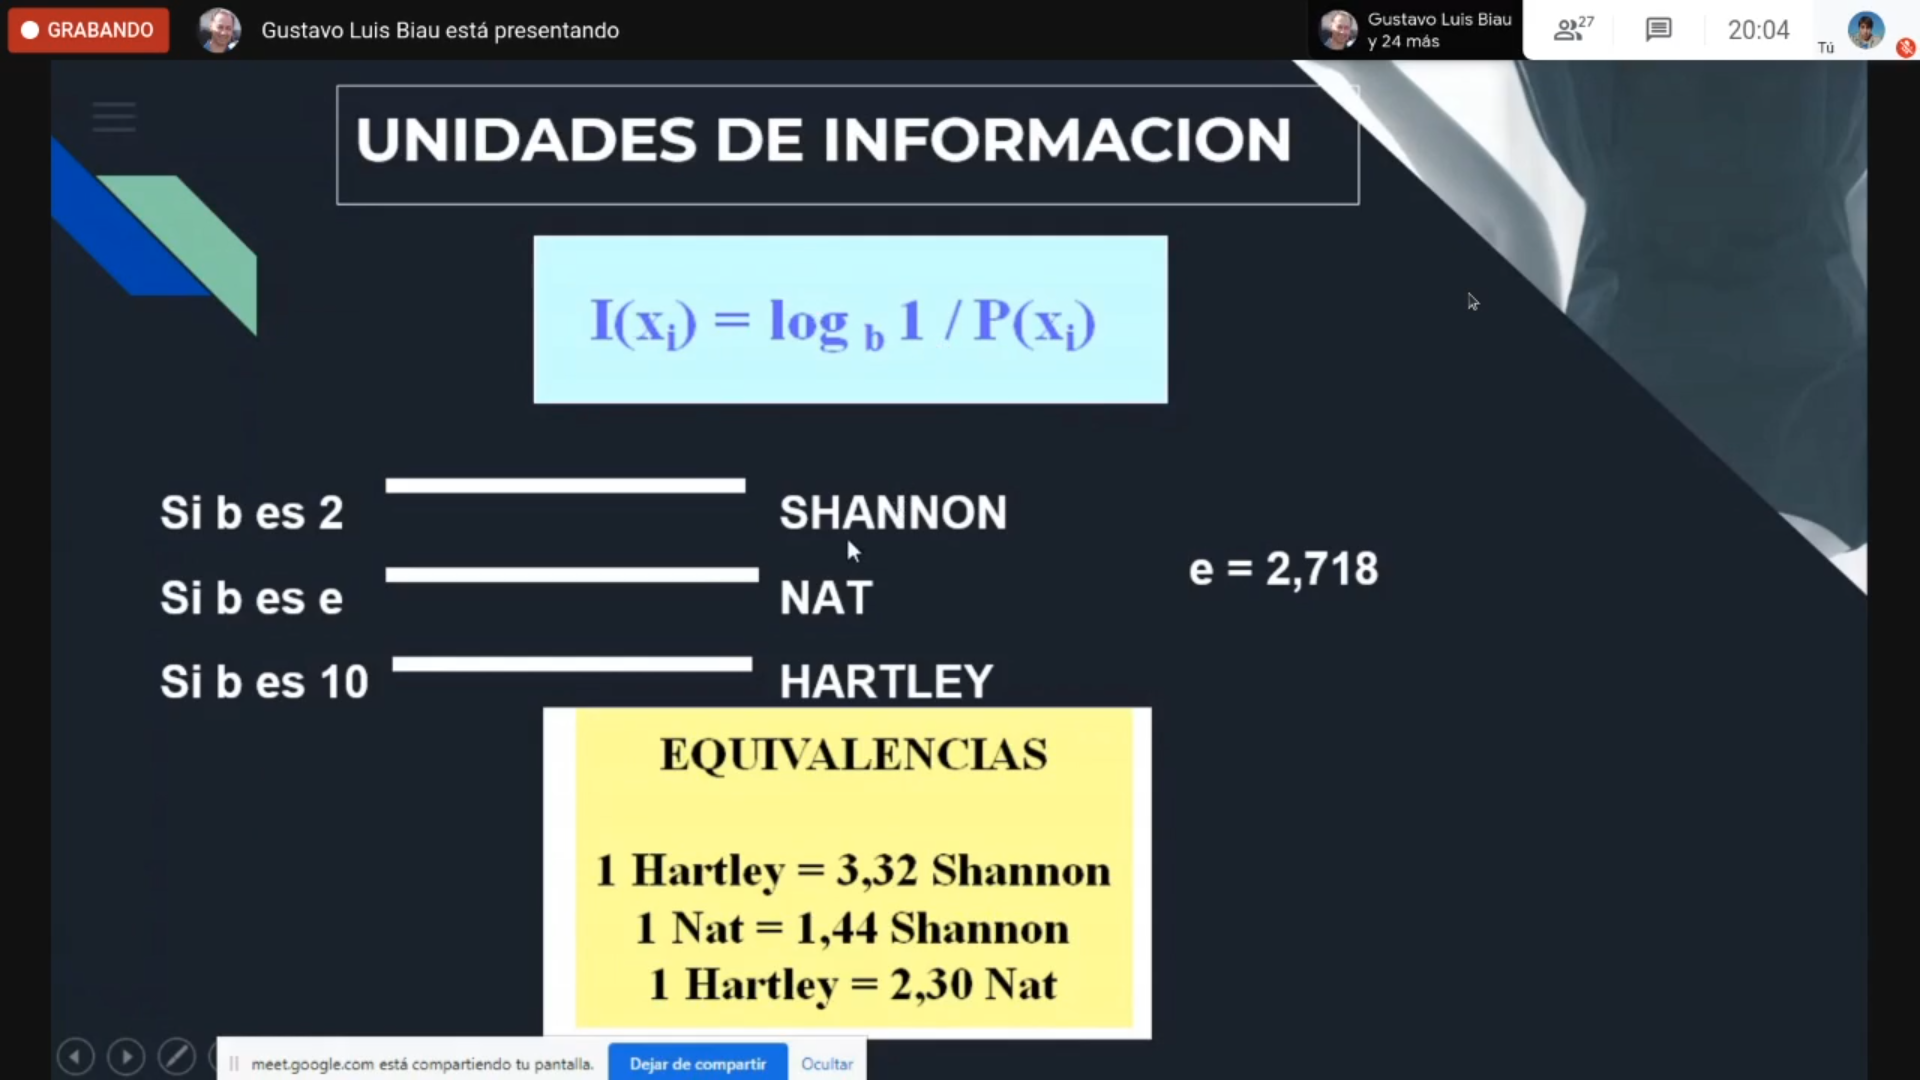 GRABANDO
Gustavo Luis Biau está presentando
Gustavo Luis Biau
y 24 más
27
20:04
Tú
UNIDADES DE INFORMACION
I(xᵢ) = log b 1 / P(xᵢ)
Si b es 2 SHANNON
Si b es e NAT
e = 2,718
Si b es 10 HARTLEY
EQUIVALENCIAS
1 Hartley = 3,32 Shannon
1 Nat = 1,44 Shannon
1 Hartley = 2,30 Nat
meet.google.com está compartiendo tu pantalla. Dejar de compartir Ocultar